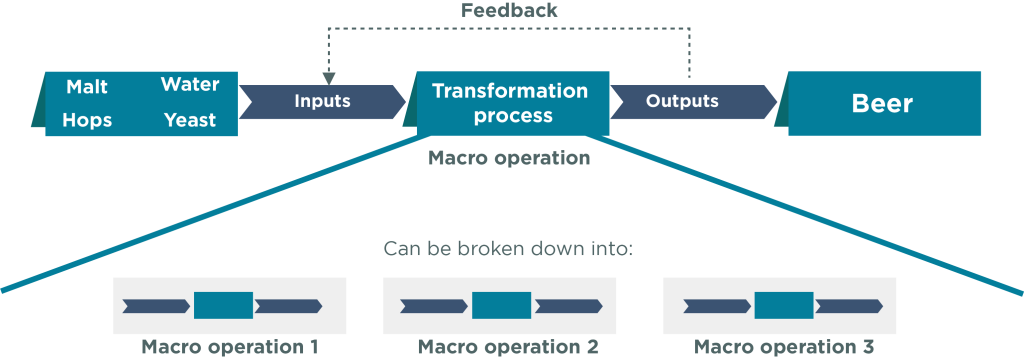 Feedback
Malt Water
Hops Yeast
Inputs
Transformation
process
Outputs
Beer
Macro operation
Can be broken down into:
Macro operation 1
Macro operation 2
Macro operation 3